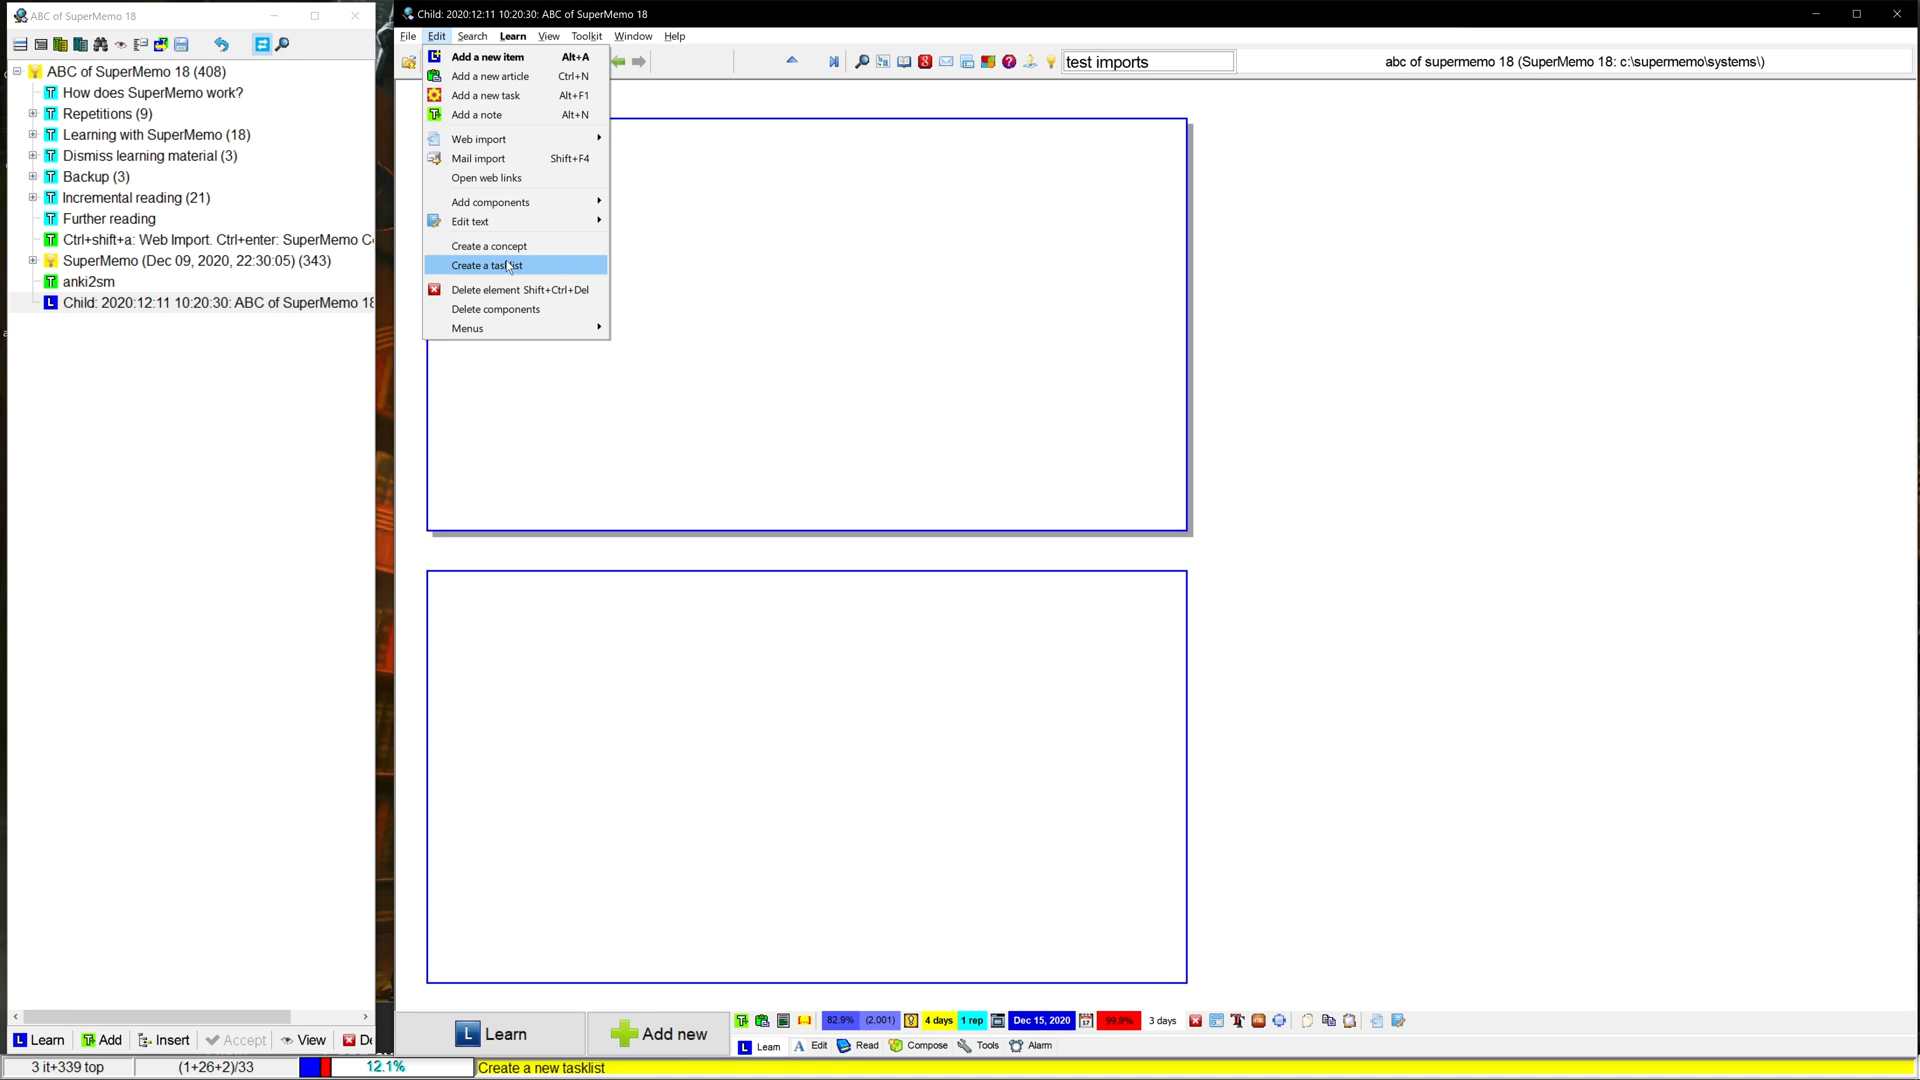 ABC of SuperMemo 18
ABC of SuperMemo 18 (408)
How does SuperMemo work?
Repetitions (9)
Learning with SuperMemo (18)
Dismiss learning material (3)
Backup (3)
Incremental reading (21)
Further reading
Ctrl+shift+a: Web Import. Ctrl+enter: SuperMemo
SuperMemo (Dec 09, 2020, 22:30:05) (343)
anki2sm
Child: 2020:12:11 10:20:30: ABC of SuperMemo 18
Learn Add Insert Accept View De
3 it+339 top (1+26+2)/33 12.1% Create a new tasklist
Child: 2020:12:11 10:20:30: ABC of SuperMemo 18
File Edit Search Learn View Toolkit Window Help
test imports abc of supermemo 18 (SuperMemo 18: c:\supermemo\systems\)
Add a new item Alt+A
Add a new article Ctrl+N
Add a new task Alt+F1
Add a note Alt+N
Web import
Mail import Shift+F4
Open web links
Add components
Edit text
Create a concept
Create a tasklist
Delete element Shift+Ctrl+Del
Delete components
Menus
Learn Add new
82.9% (2,001) 4 days 1 rep Dec 15, 2020 99.8% 3 days
Learn Edit Read Compose Tools Alarm